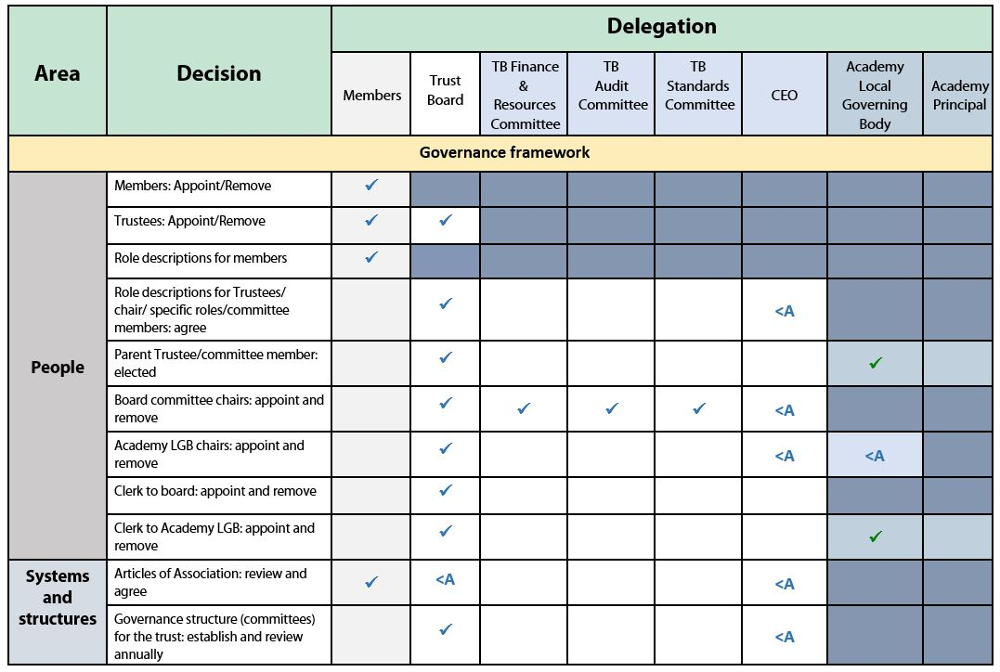 Area
Decision
Delegation
Members
Trust
Board
TB Finance
&
Resources
Committee
TB
Audit
Committee
TB
Standards
Committee
CEO
Academy
Local
Governing
Body
Academy
Principal
Governance framework
People
Members: Appoint/Remove
✓
Trustees: Appoint/Remove
✓ ✓
Role descriptions for members
✓
Role descriptions for Trustees/
chair/ specific roles/committee
members: agree
✓ <A
Parent Trustee/committee member:
elected
✓ ✓
Board committee chairs: appoint and
remove
✓ ✓ ✓ ✓ <A
Academy LGB chairs: appoint and
remove
✓ <A <A
Clerk to board: appoint and remove
✓
Clerk to Academy LGB: appoint and
remove
✓ ✓
Systems
and
structures
Articles of Association: review and
agree
✓ <A <A
Governance structure (committees)
for the trust: establish and review
annually
✓ <A